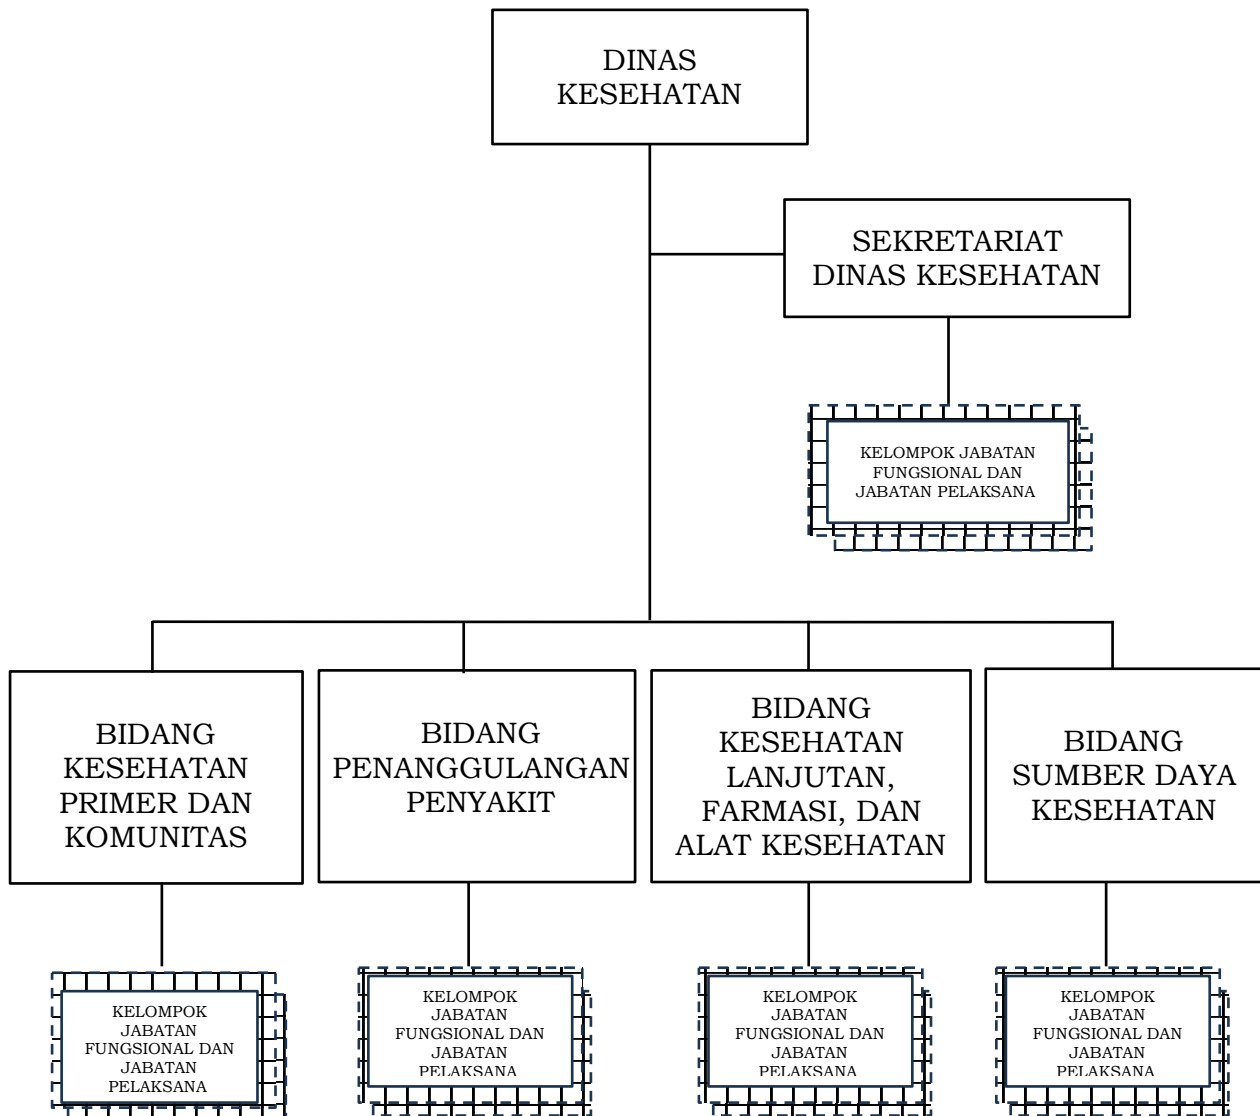 DINAS
KESEHATAN
SEKRETARIAT
DINAS KESEHATAN
KELOMPOK JABATAN
FUNGSIONAL DAN
JABATAN PELAKSANA
BIDANG
KESEHATAN
PRIMER DAN
KOMUNITAS
BIDANG
PENANGGULANGAN
PENYAKIT
BIDANG
KESEHATAN
LANJUTAN,
FARMASI, DAN
ALAT KESEHATAN
BIDANG
SUMBER DAYA
KESEHATAN
KELOMPOK
JABATAN
FUNGSIONAL DAN
JABATAN
PELAKSANA
KELOMPOK
JABATAN
FUNGSIONAL DAN
JABATAN
PELAKSANA
KELOMPOK
JABATAN
FUNGSIONAL DAN
JABATAN
PELAKSANA
KELOMPOK
JABATAN
FUNGSIONAL DAN
JABATAN
PELAKSANA